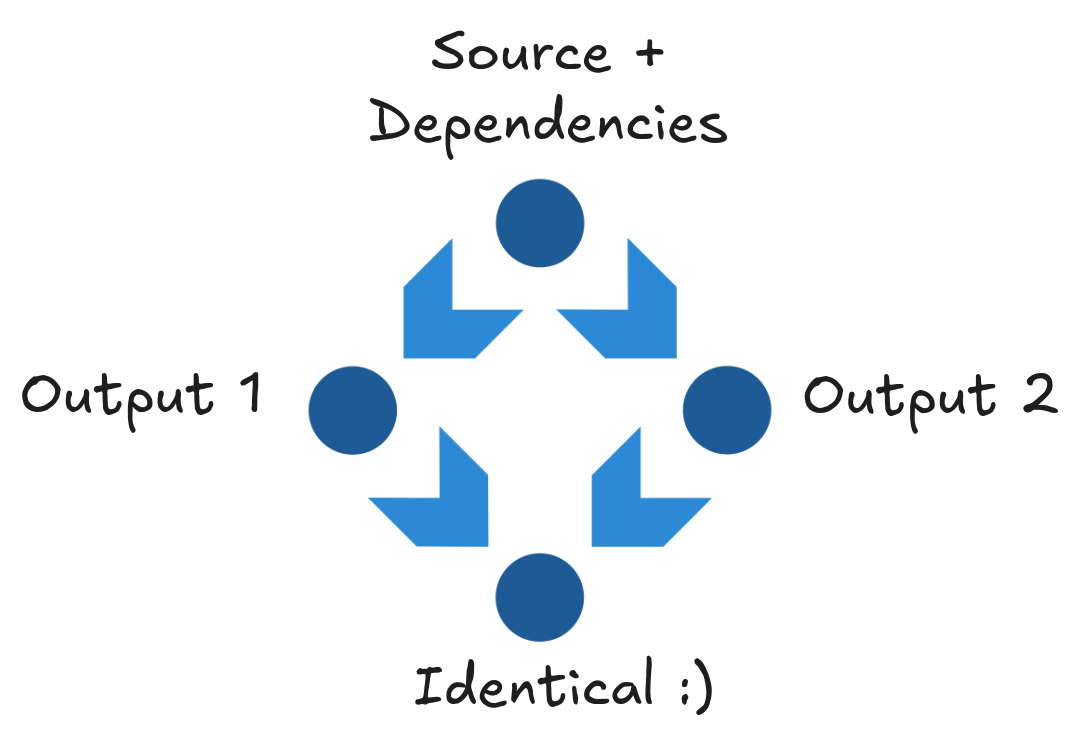 Source +
Dependencies
Output 1
Output 2
Identical :)